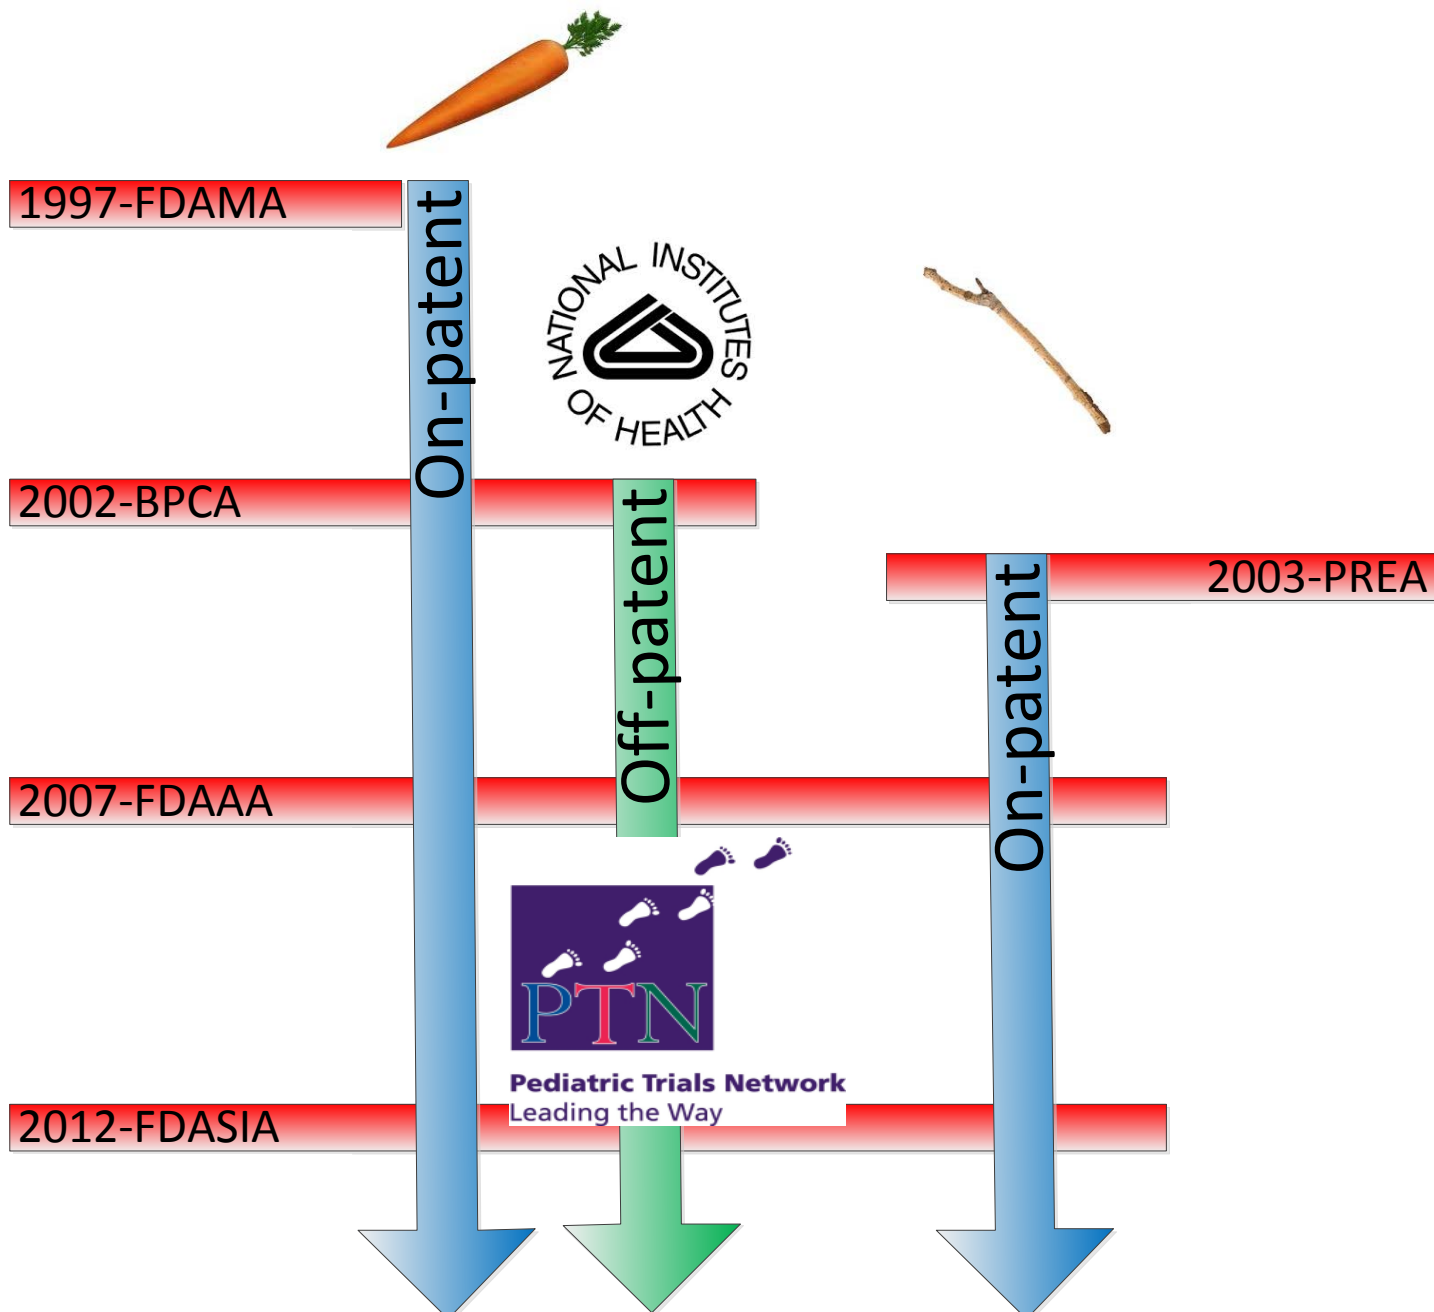 1997-FDAMA
On-patent
NATIONAL INSTITUTES
OF HEALTH
2002-BPCA
Off-patent
2003-PREA
On-patent
2007-FDAAA
PTN
Pediatric Trials Network
Leading the Way
2012-FDASIA